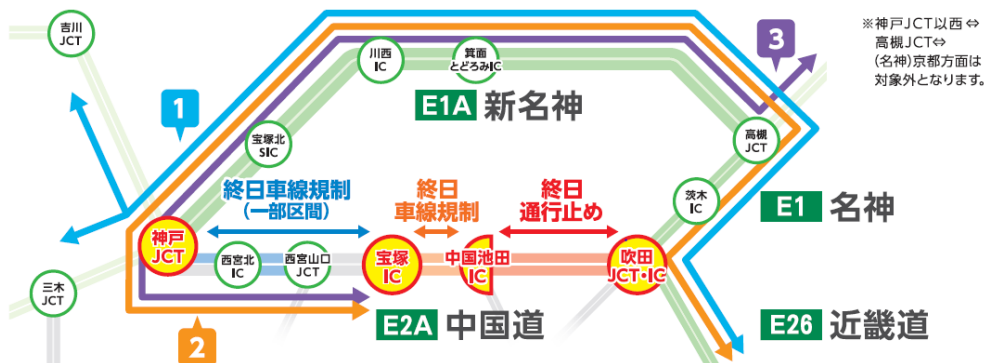 吉川
JCT
1
川西
IC
箕面
とどろみIC
3
※神戸JCT以西⇔
高槻JCT⇔
(名神)京都方面は
対象外となります。
E1A 新名神
宝塚北
SIC
高槻
JCT
終日車線規制
(一部区間)
終日
車線規制
終日
通行止め
茨木
IC
E1 名神
神戸
JCT
西宮北
IC
西宮山口
JCT
宝塚
IC
中国池田
IC
吹田
JCT・IC
三木
JCT
2
E2A 中国道
E26 近畿道